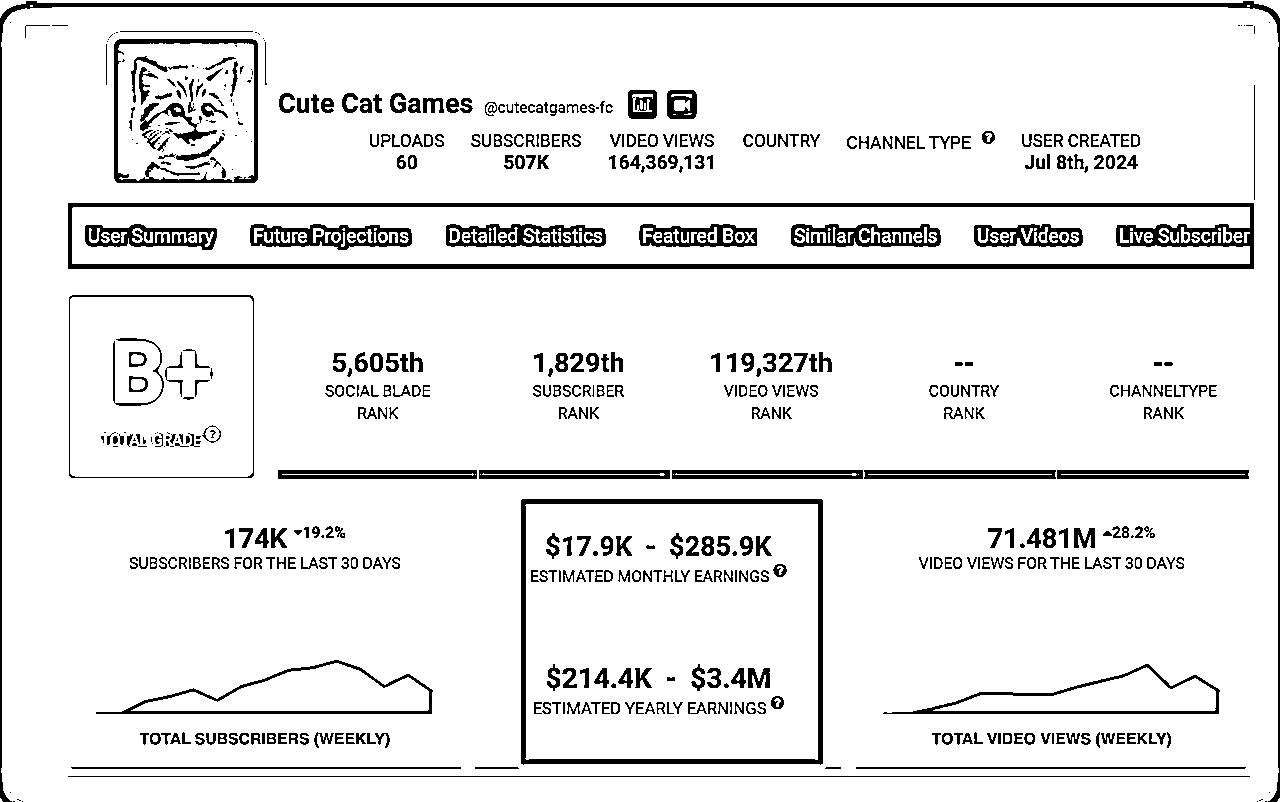 Cute Cat Games @cutecatgames-fc
UPLOADS SUBSCRIBERS VIDEO VIEWS COUNTRY CHANNEL TYPE ? USER CREATED
60 507K 164,369,131 Jul 8th, 2024
User Summary Future Projections Detailed Statistics Featured Box Similar Channels User Videos Live Subscriber
B+
TOTAL GRADE ?
5,605th 1,829th 119,327th -- --
SOCIAL BLADE SUBSCRIBER VIDEO VIEWS COUNTRY CHANNELTYPE
RANK RANK RANK RANK RANK
174K 19.2% $17.9K - $285.9K 71.481M 28.2%
SUBSCRIBERS FOR THE LAST 30 DAYS ESTIMATED MONTHLY EARNINGS ? VIDEO VIEWS FOR THE LAST 30 DAYS
$214.4K - $3.4M
ESTIMATED YEARLY EARNINGS ?
TOTAL SUBSCRIBERS (WEEKLY) TOTAL VIDEO VIEWS (WEEKLY)